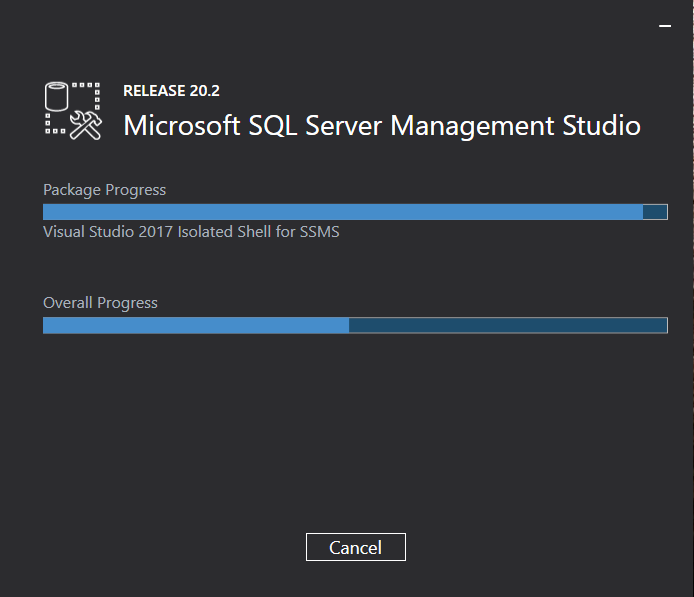 RELEASE 20.2
Microsoft SQL Server Management Studio
Package Progress
Visual Studio 2017 Isolated Shell for SSMS
Overall Progress
Cancel